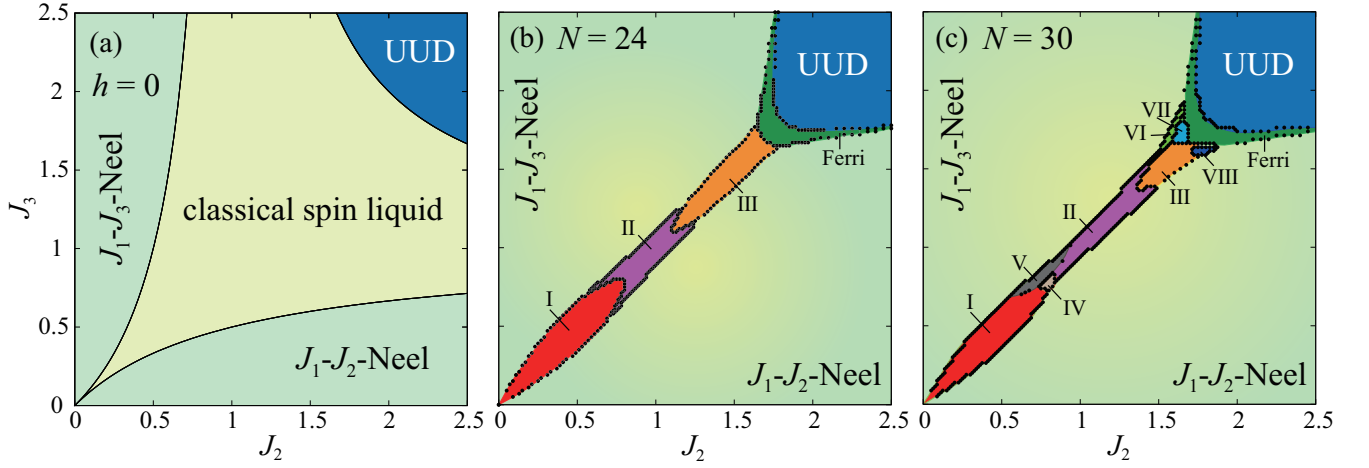 (a)
h = 0
J1-J3-Neel
classical spin liquid
UUD
J1-J2-Neel
J3
2.5
2
1.5
1
0.5
0
0.5
1
1.5
2
2.5
J2
(b) N = 24
J1-J3-Neel
UUD
Ferri
III
II
I
J1-J2-Neel
0
0.5
1
1.5
2
2.5
J2
(c) N = 30
J1-J3-Neel
UUD
VII
VI
Ferri
VIII
III
II
V
IV
I
J1-J2-Neel
0
0.5
1
1.5
2
2.5
J2